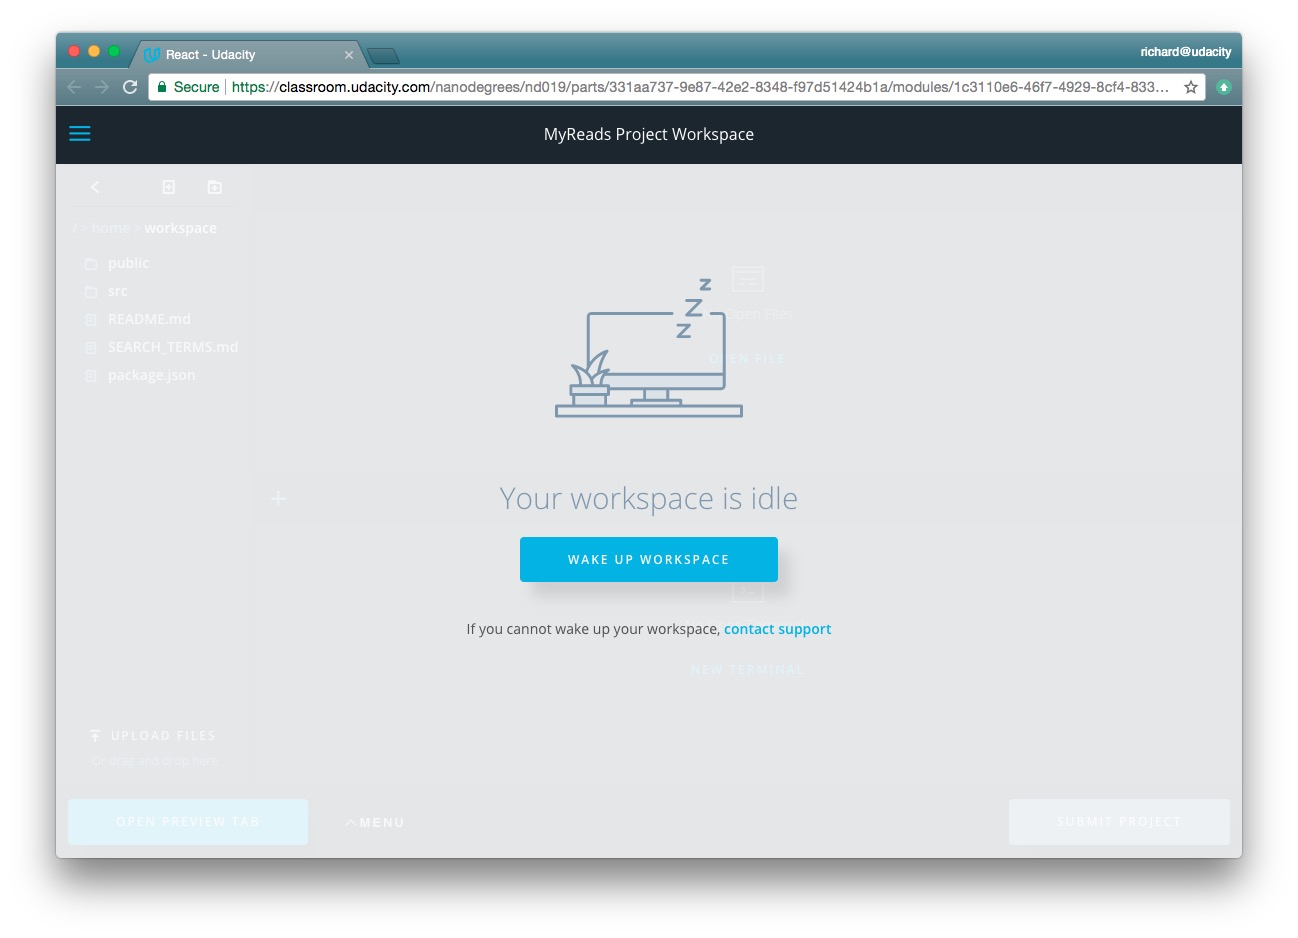 React - Udacity
richard@udacity
Secure https://classroom.udacity.com/nanodegrees/nd019/parts/331aa737-9e87-42e2-8348-f97d51424b1a/modules/1c3110e6-46f7-4929-8cf4-833...
MyReads Project Workspace
/ > home > workspace
public
src
README.md
SEARCH_TERMS.md
package.json
z
z
z
Open Files
OPEN FILE
Your workspace is idle
WAKE UP WORKSPACE
If you cannot wake up your workspace, contact support
NEW TERMINAL
UPLOAD FILES
Or drag and drop here
OPEN PREVIEW TAB
MENU
SUBMIT PROJECT